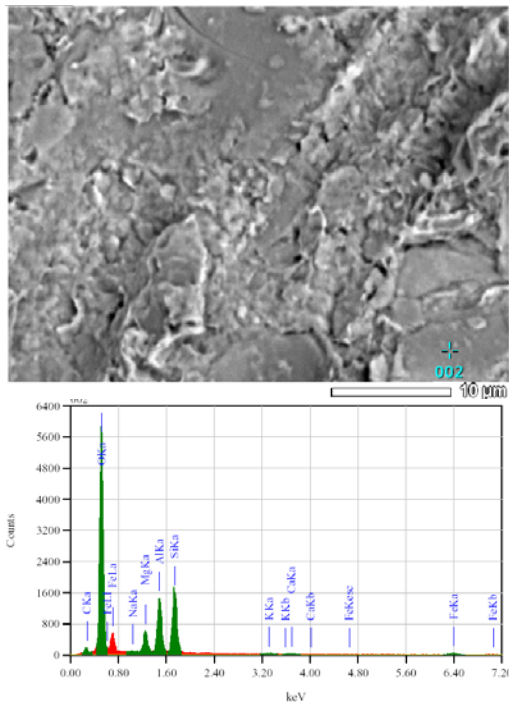 002
10 µm
6400
5600
4800
4000
3200
2400
1600
800
0
Counts
CKa
OKa
FeLl
FeLa
NaKa
MgKa
AlKa
SiKa
KKa
KKb
CaKa
CaKb
FeKesc
FeKa
FeKb
0.00 0.80 1.60 2.40 3.20 4.00 4.80 5.60 6.40 7.20
keV